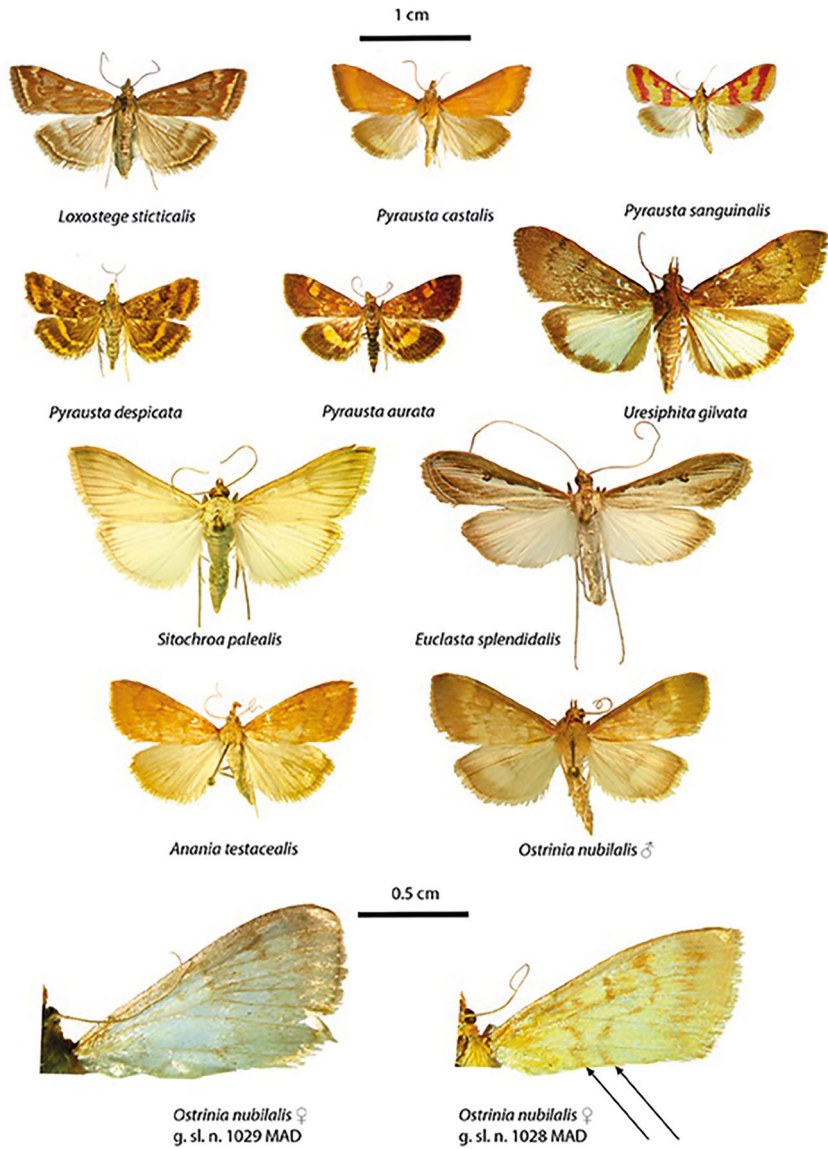 1 cm
Loxostege sticticalis
Pyrausta castalis
Pyrausta sanguinalis
Pyrausta despicata
Pyrausta aurata
Uresiphita gilvata
Sitochroa palealis
Euclasta splendidalis
Anania testacealis
Ostrinia nubilalis ♂
0.5 cm
Ostrinia nubilalis ♀
g. sl. n. 1029 MAD
Ostrinia nubilalis ♀
g. sl. n. 1028 MAD